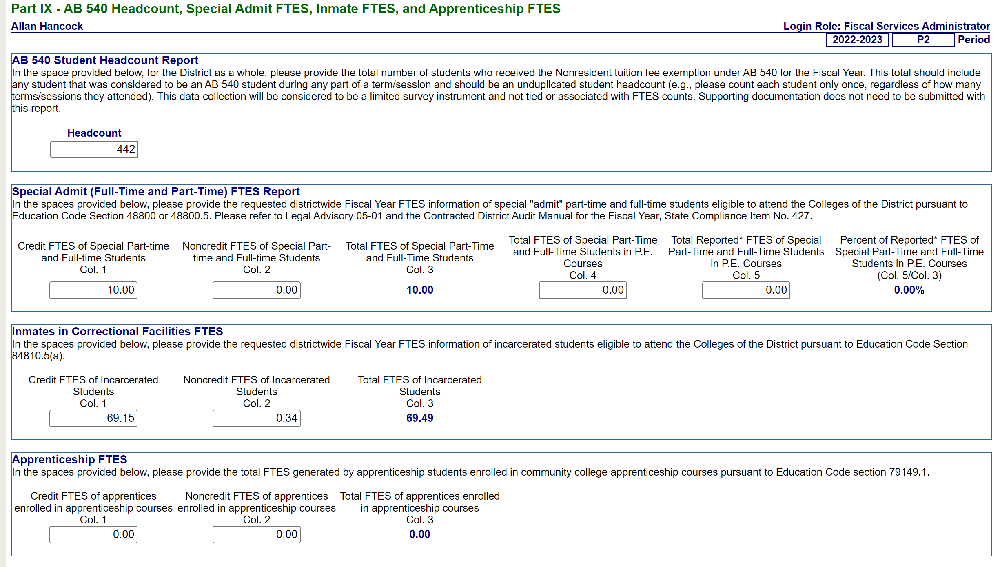 Part IX - AB 540 Headcount, Special Admit FTES, Inmate FTES, and Apprenticeship FTES
Allan Hancock
Login Role: Fiscal Services Administrator
2022-2023 P2 Period
AB 540 Student Headcount Report
In the space provided below, for the District as a whole, please provide the total number of students who received the Nonresident tuition fee exemption under AB 540 for the Fiscal Year. This total should include
any student that was considered to be an AB 540 student during any part of a term/session and should be an unduplicated student headcount (e.g., please count each student only once, regardless of how many
terms/sessions they attended). This data collection will be considered to be a limited survey instrument and not tied or associated with FTES counts. Supporting documentation does not need to be submitted with
this report.
Headcount
442
Special Admit (Full-Time and Part-Time) FTES Report
In the spaces provided below, please provide the requested districtwide Fiscal Year FTES information of special "admit" part-time and full-time students eligible to attend the Colleges of the District pursuant to
Education Code Section 48800 or 48800.5. Please refer to Legal Advisory 05-01 and the Contracted District Audit Manual for the Fiscal Year, State Compliance Item No. 427.
Credit FTES of Special Part-time
and Full-time Students
Col. 1
10.00
Noncredit FTES of Special Part-
time and Full-time Students
Col. 2
0.00
Total FTES of Special Part-Time
and Full-Time Students
Col. 3
10.00
Total FTES of Special Part-Time
and Full-Time Students in P.E.
Courses
Col. 4
0.00
Total Reported* FTES of Special
Part-Time and Full-Time Students
in P.E. Courses
Col. 5
0.00
Percent of Reported* FTES of
Special Part-Time and Full-Time
Students in P.E. Courses
(Col. 5/Col. 3)
0.00%
Inmates in Correctional Facilities FTES
In the spaces provided below, please provide the requested districtwide Fiscal Year FTES information of incarcerated students eligible to attend the Colleges of the District pursuant to Education Code Section
84810.5(a).
Credit FTES of Incarcerated
Students
Col. 1
69.15
Noncredit FTES of Incarcerated
Students
Col. 2
0.34
Total FTES of Incarcerated
Students
Col. 3
69.49
Apprenticeship FTES
In the spaces provided below, please provide the total FTES generated by apprenticeship students enrolled in community college apprenticeship courses pursuant to Education Code section 79149.1.
Credit FTES of apprentices
enrolled in apprenticeship courses
Col. 1
0.00
Noncredit FTES of apprentices
enrolled in apprenticeship courses
Col. 2
0.00
Total FTES of apprentices enrolled
in apprenticeship courses
Col. 3
0.00